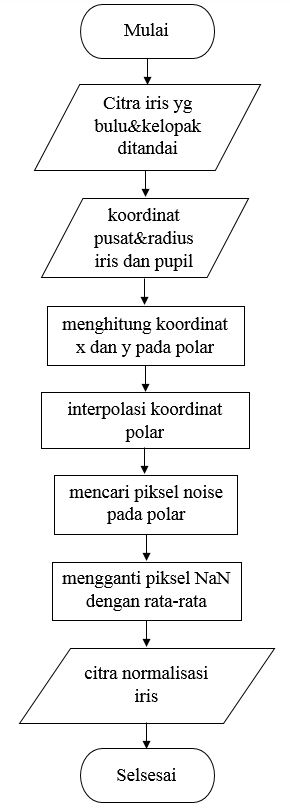 Mulai
Citra iris yg
bulu&kelopak
ditandai
koordinat
pusat&radius
iris dan pupil
menghitung koordinat
x dan y pada polar
interpolasi koordinat
polar
mencari piksel noise
pada polar
mengganti piksel NaN
dengan rata-rata
citra normalisasi
iris
Selsesai